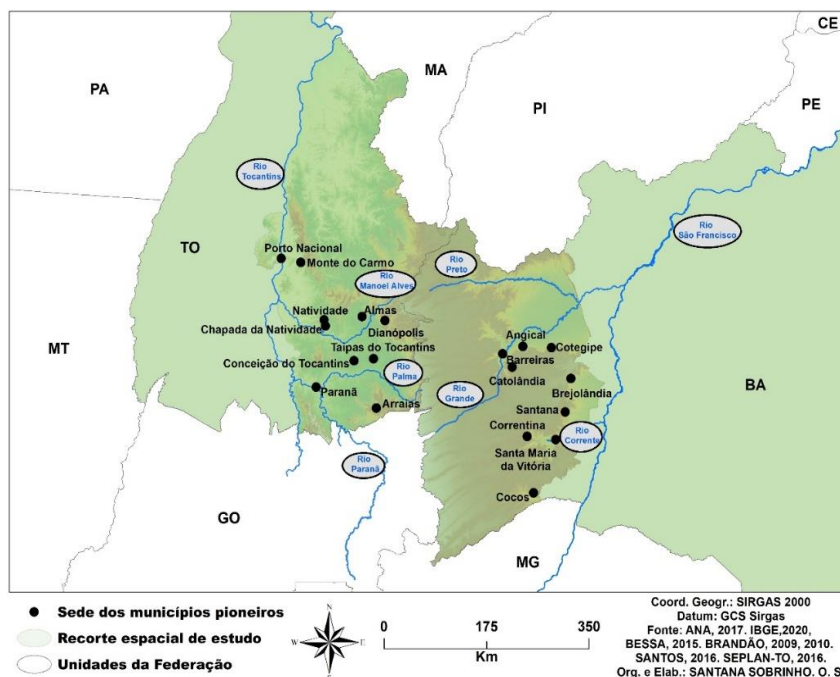 CE
PA
MA
PI
PE
Rio
Tocantins
Rio
São Francisco
TO
Porto Nacional
Monte do Carmo
Rio
Preto
Rio
Manoel Alves
Natividade
Almas
Chapada da Natividade
Dianópolis
Angical
Cotegipe
Taipas do Tocantins
Barreiras
MT
Conceição do Tocantins
Catolândia
Rio
Palma
BA
Paranã
Rio
Grande
Brejolândia
Arraias
Santana
Correntina
Rio
Corrente
Santa Maria
da Vitória
Rio
Paranã
Cocos
GO
MG
Sede dos municípios pioneiros
Recorte espacial de estudo
Unidades da Federação
N
W
E
S
0 175 350
Km
Coord. Geogr.: SIRGAS 2000
Datum: GCS Sirgas
Fonte: ANA, 2017. IBGE,2020,
BESSA, 2015. BRANDÃO, 2009, 2010.
SANTOS, 2016. SEPLAN-TO, 2016.
Org. e Elab.: SANTANA SOBRINHO. O. S